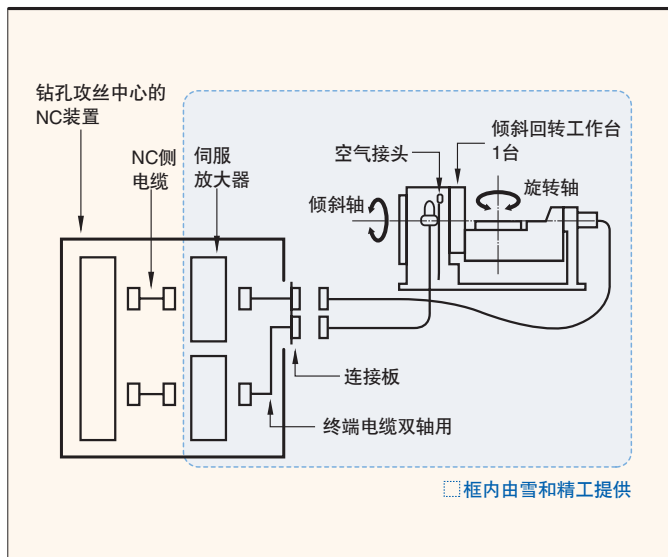 钻孔攻丝中心的
NC装置
NC侧
电缆
伺服
放大器
空气接头
倾斜回转工作台
1台
倾斜轴
旋转轴
连接板
终端电缆双轴用
框内由雪和精工提供